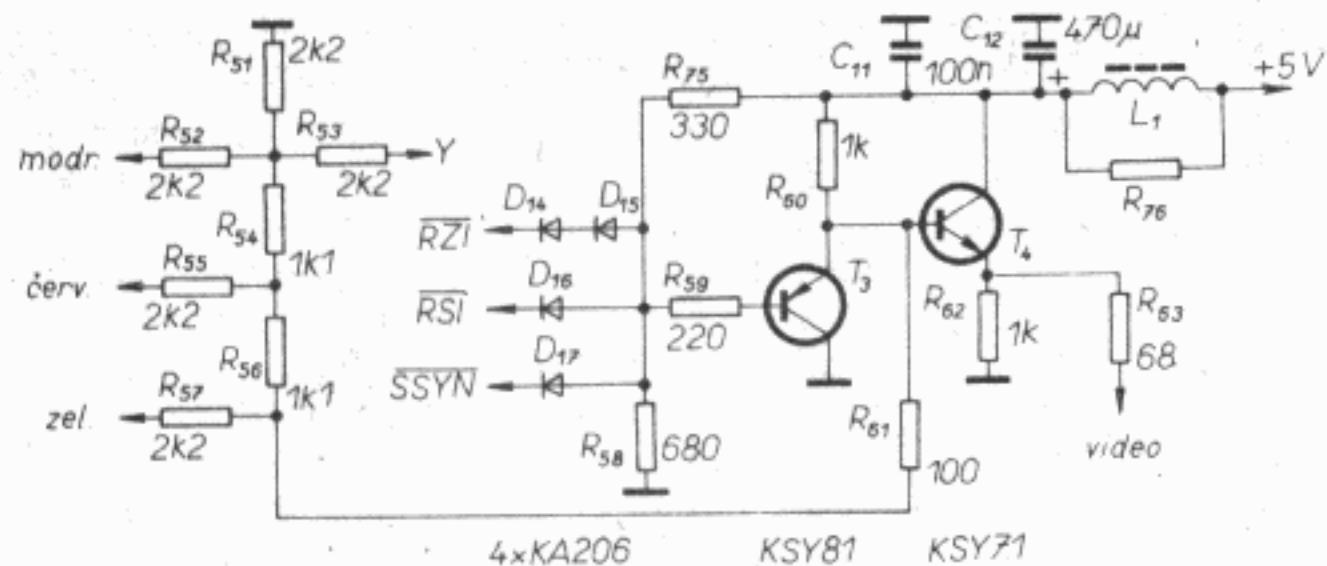 R51 2k2
R52 2k2
R53 2k2
modr.
Y
R54 1k1
R55 2k2
červ.
R56 1k1
R57 2k2
zel.
R75 330
C11 100n
C12 470µ
+
+5V
L1
R76
1k R60
D14 D15
RZI
D16
RSI
D17
SSYN
R59 220
T3
T4
R58 680
R61 100
R62 1k
R63 68
video
4xKA206 KSY81 KSY71